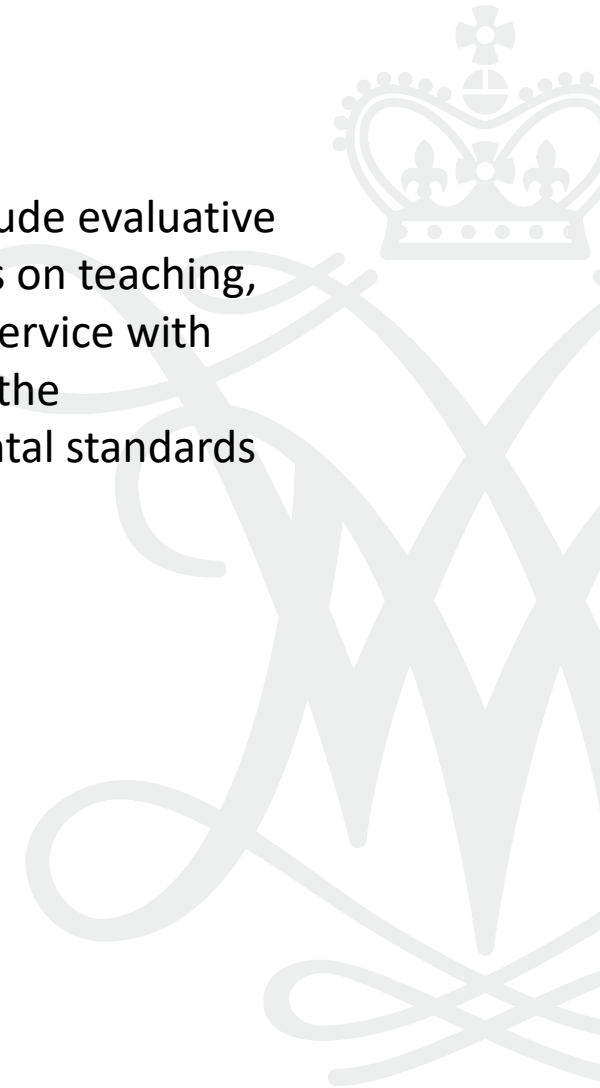 ude evaluative
s on teaching,
ervice with
the
ntal standards